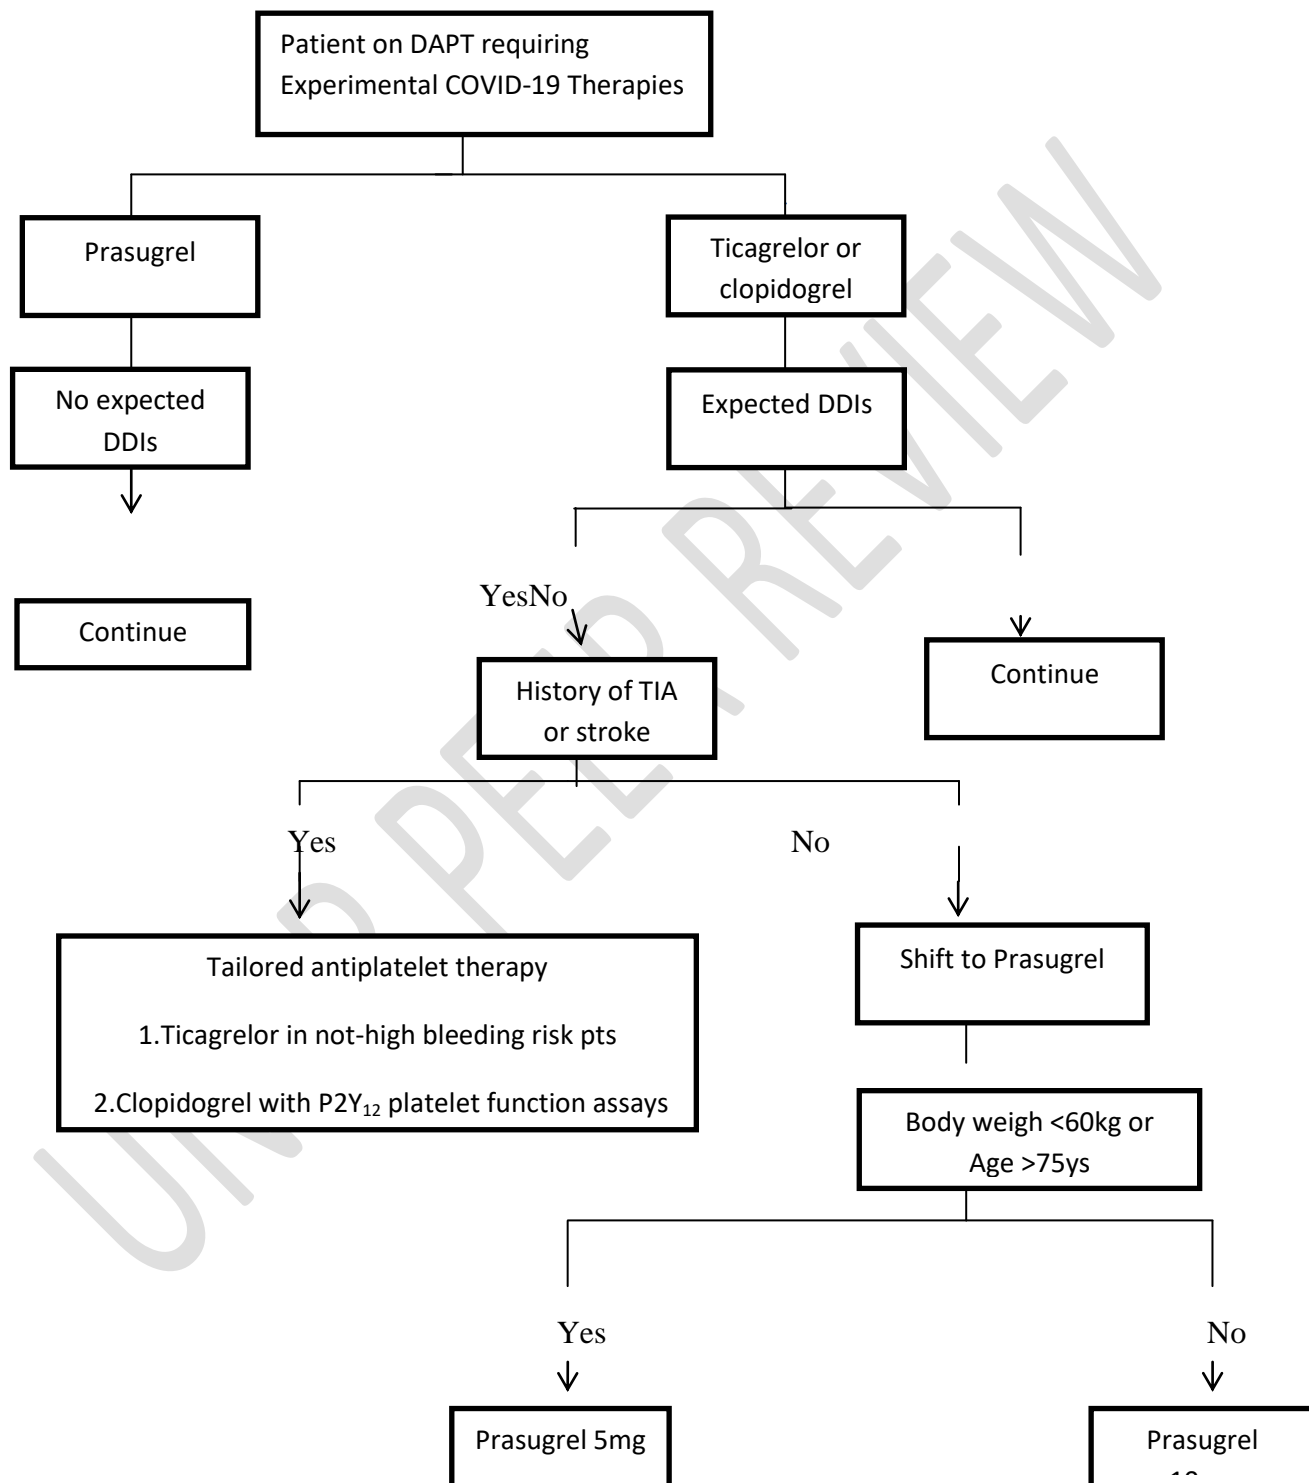 Patient on DAPT requiring
Experimental COVID-19 Therapies
Prasugrel
Ticagrelor or
clopidogrel
No expected
DDIs
Expected DDIs
YesNo
Continue
History of TIA
or stroke
Continue
Yes
No
Tailored antiplatelet therapy
1.Ticagrelor in not-high bleeding risk pts
2.Clopidogrel with P2Y₁₂ platelet function assays
Shift to Prasugrel
Body weigh <60kg or
Age >75ys
Yes
No
Prasugrel 5mg
Prasugrel
UNDER PEER REVIEW